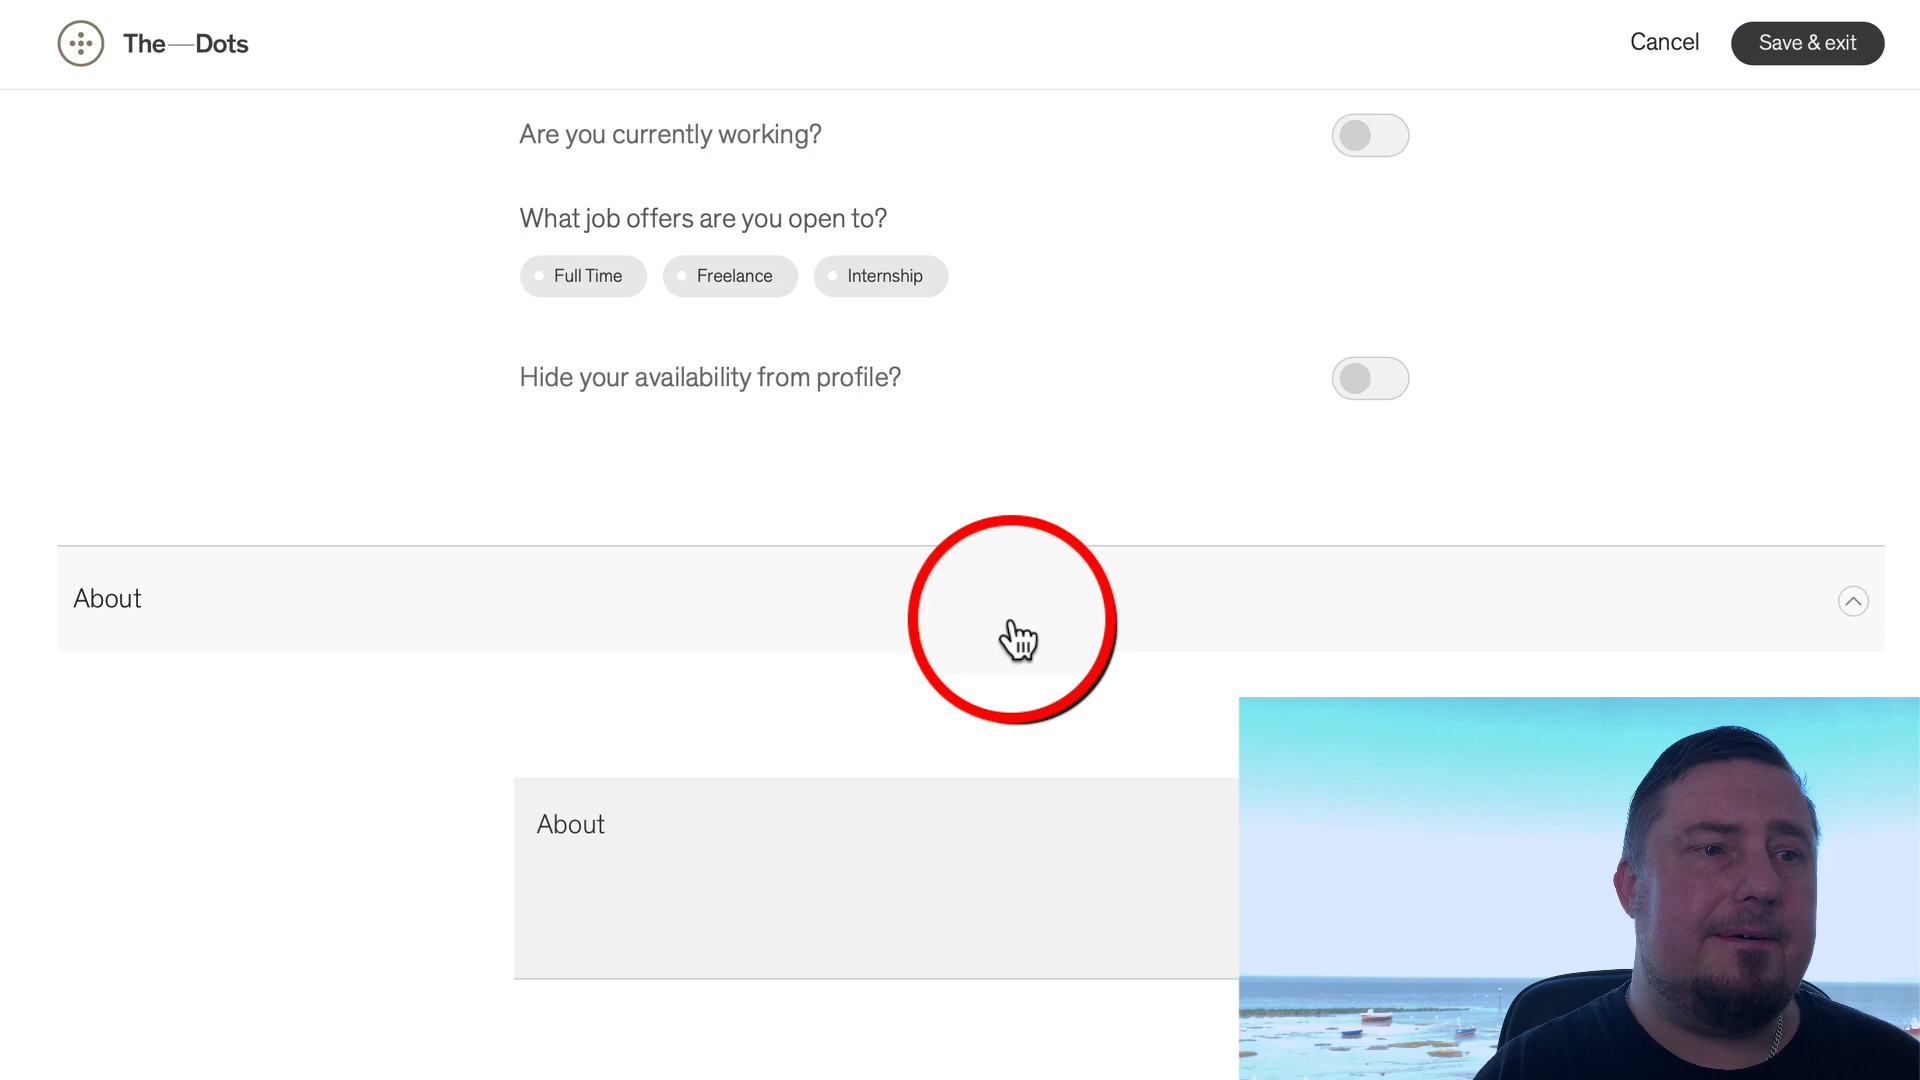 The—Dots
Cancel
Save & exit
Are you currently working?
What job offers are you open to?
Full Time
Freelance
Internship
Hide your availability from profile?
About
About